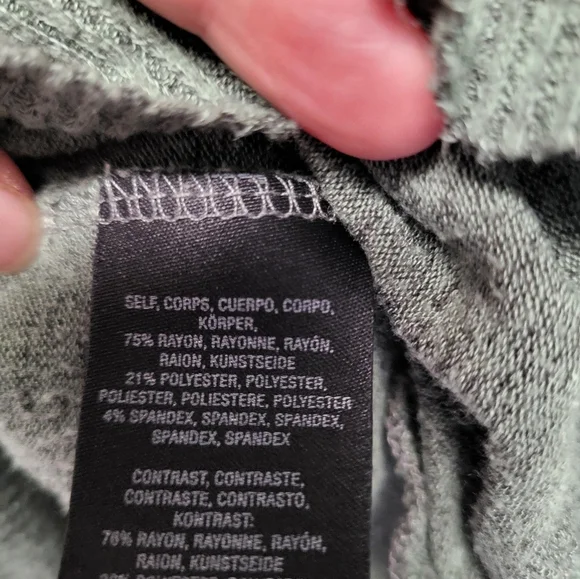 SELF, CORPS, CUERPO, CORPO,
KÖRPER,
75% RAYON, RAYONNE, RAYÓN,
RAION, KUNSTSEIDE
21% POLYESTER, POLYESTER,
POLIESTER, POLIESTERE, POLYESTER
4% SPANDEX, SPANDEX, SPANDEX,
SPANDEX, SPANDEX
CONTRAST, CONTRASTE,
CONTRASTE, CONTRASTO,
KONTRAST:
76% RAYON, RAYONNE, RAYÓN,
RAION, KUNSTSEIDE